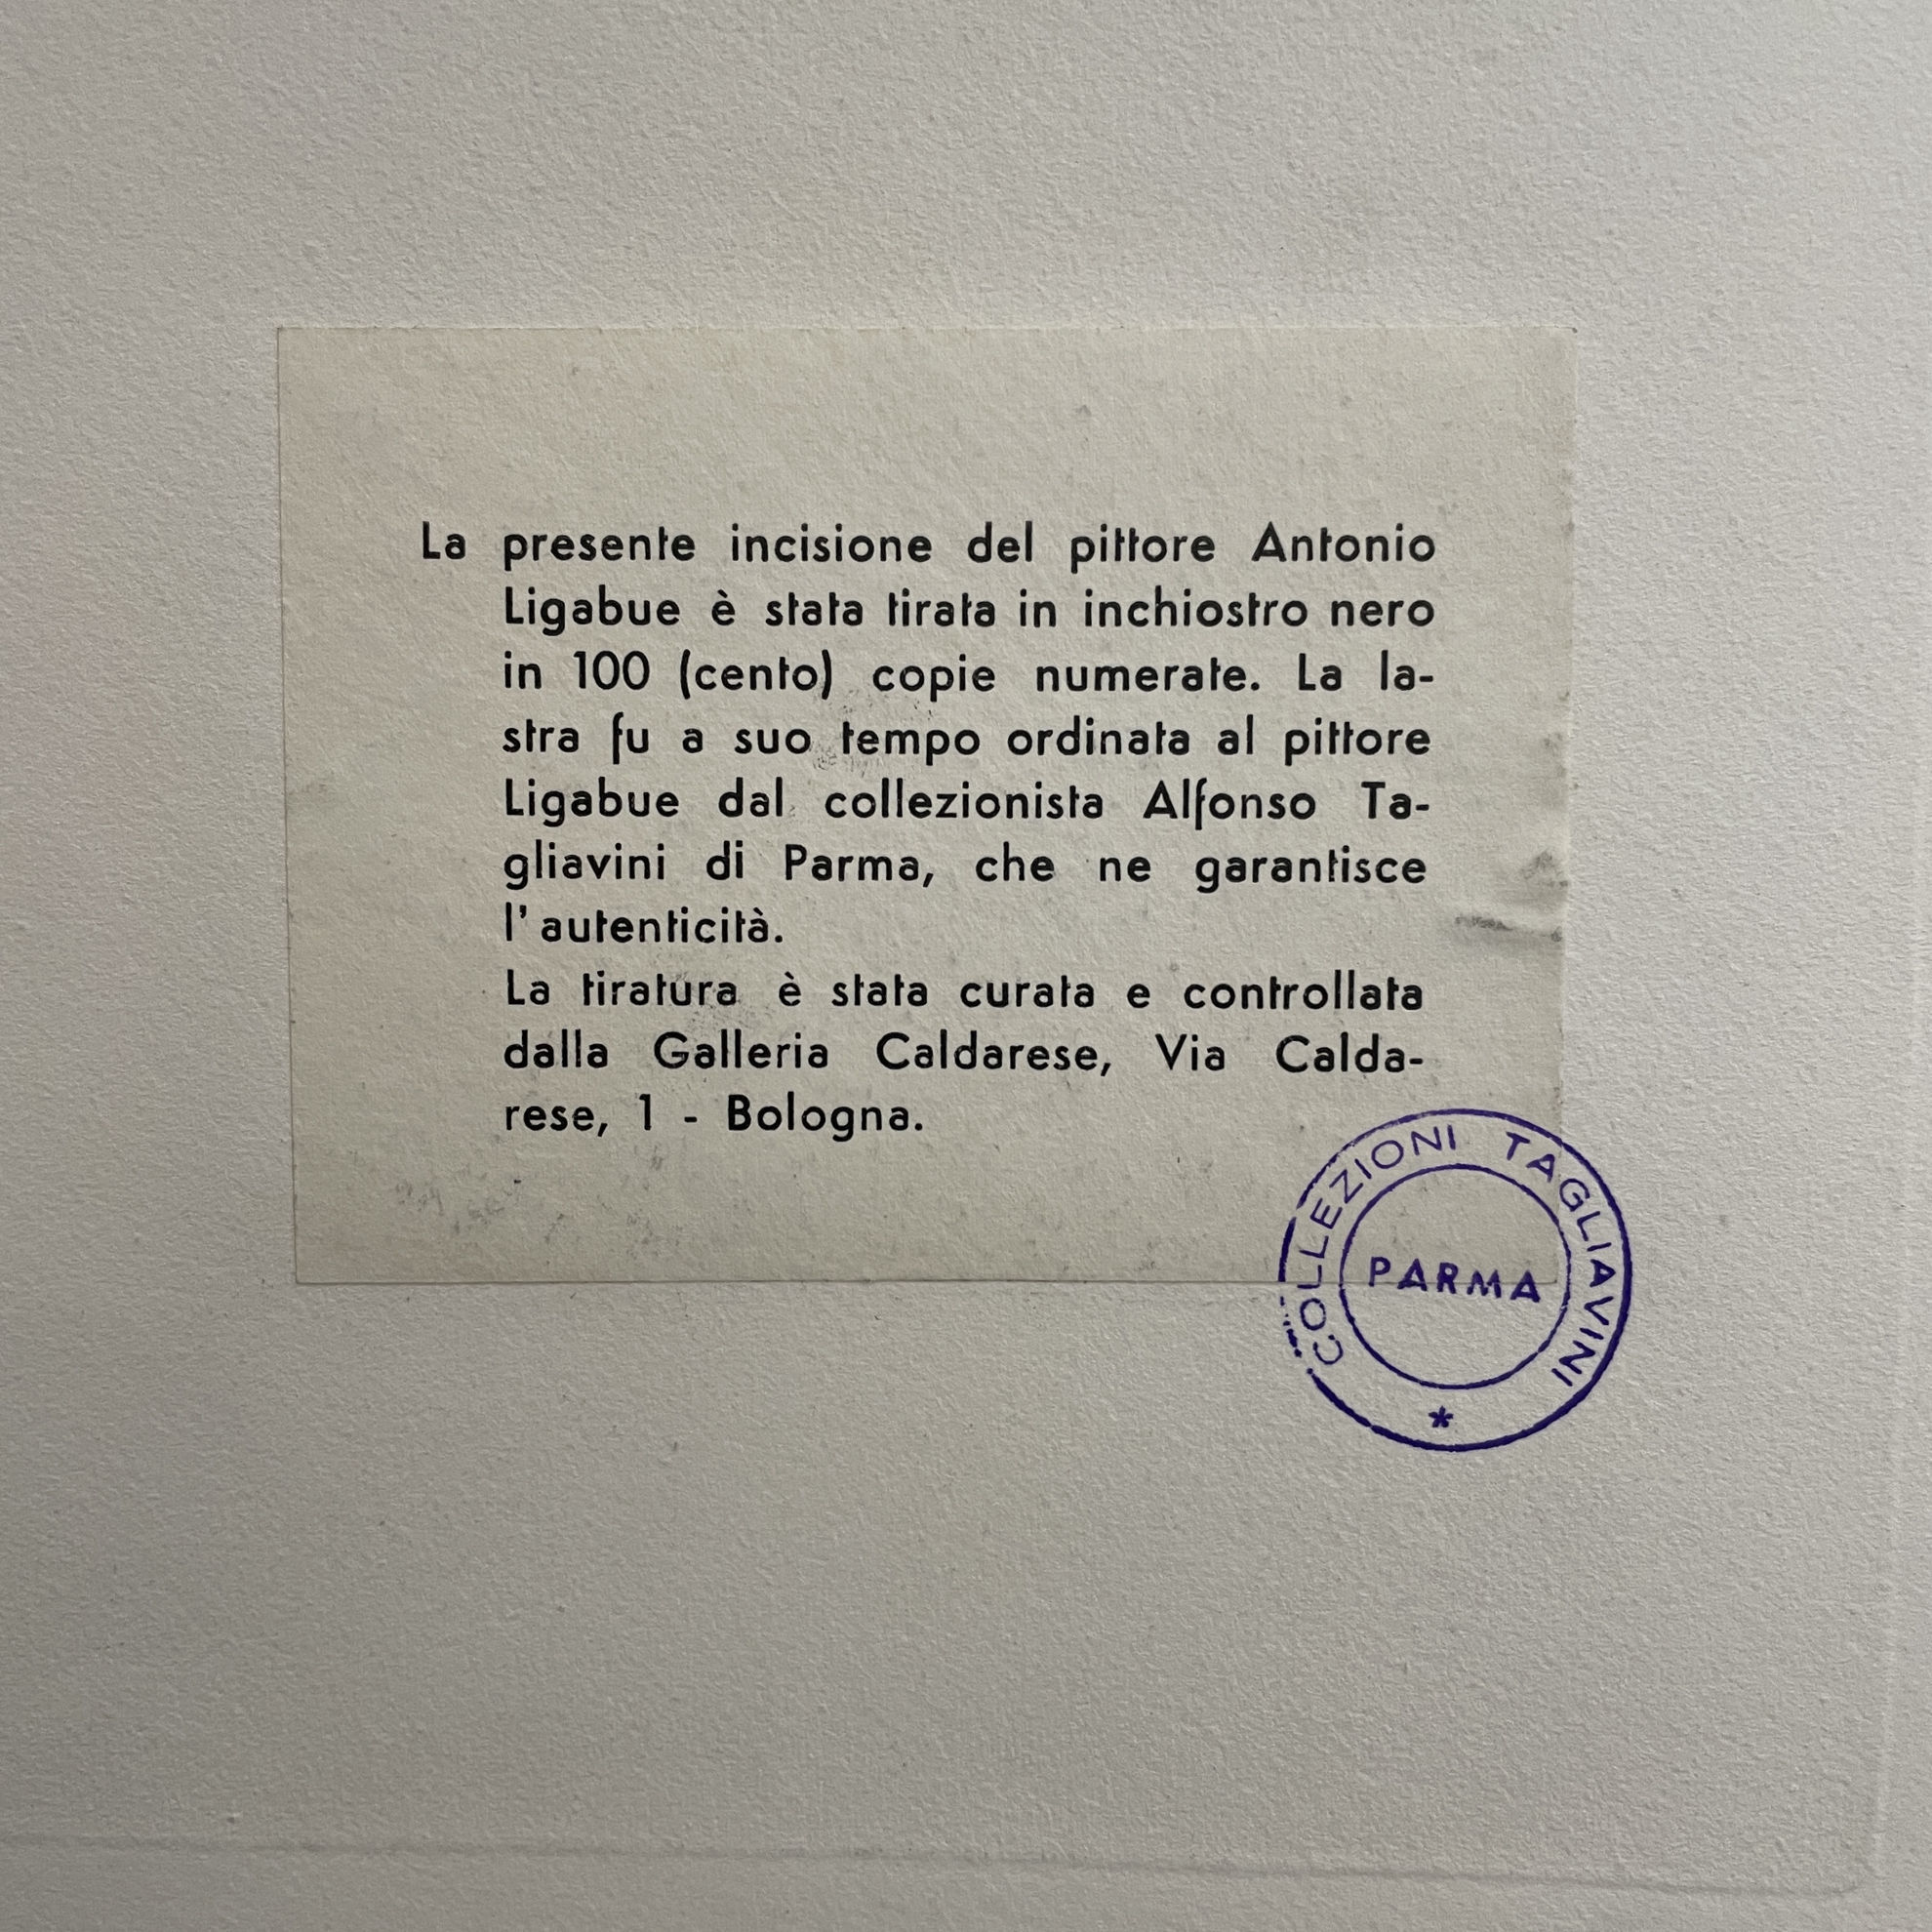 La presente incisione del pittore Antonio
Ligabue è stata tirata in inchiostro nero
in 100 (cento) copie numerate. La la-
stra fu a suo tempo ordinata al pittore
Ligabue dal collezionista Alfonso Ta-
gliavini di Parma, che ne garantisce
l'autenticità.
La tiratura è stata curata e controllata
dalla Galleria Caldarese, Via Calda-
rese, 1 - Bologna.
COLLEZIONI TAGLIAVINI
PARMA
*